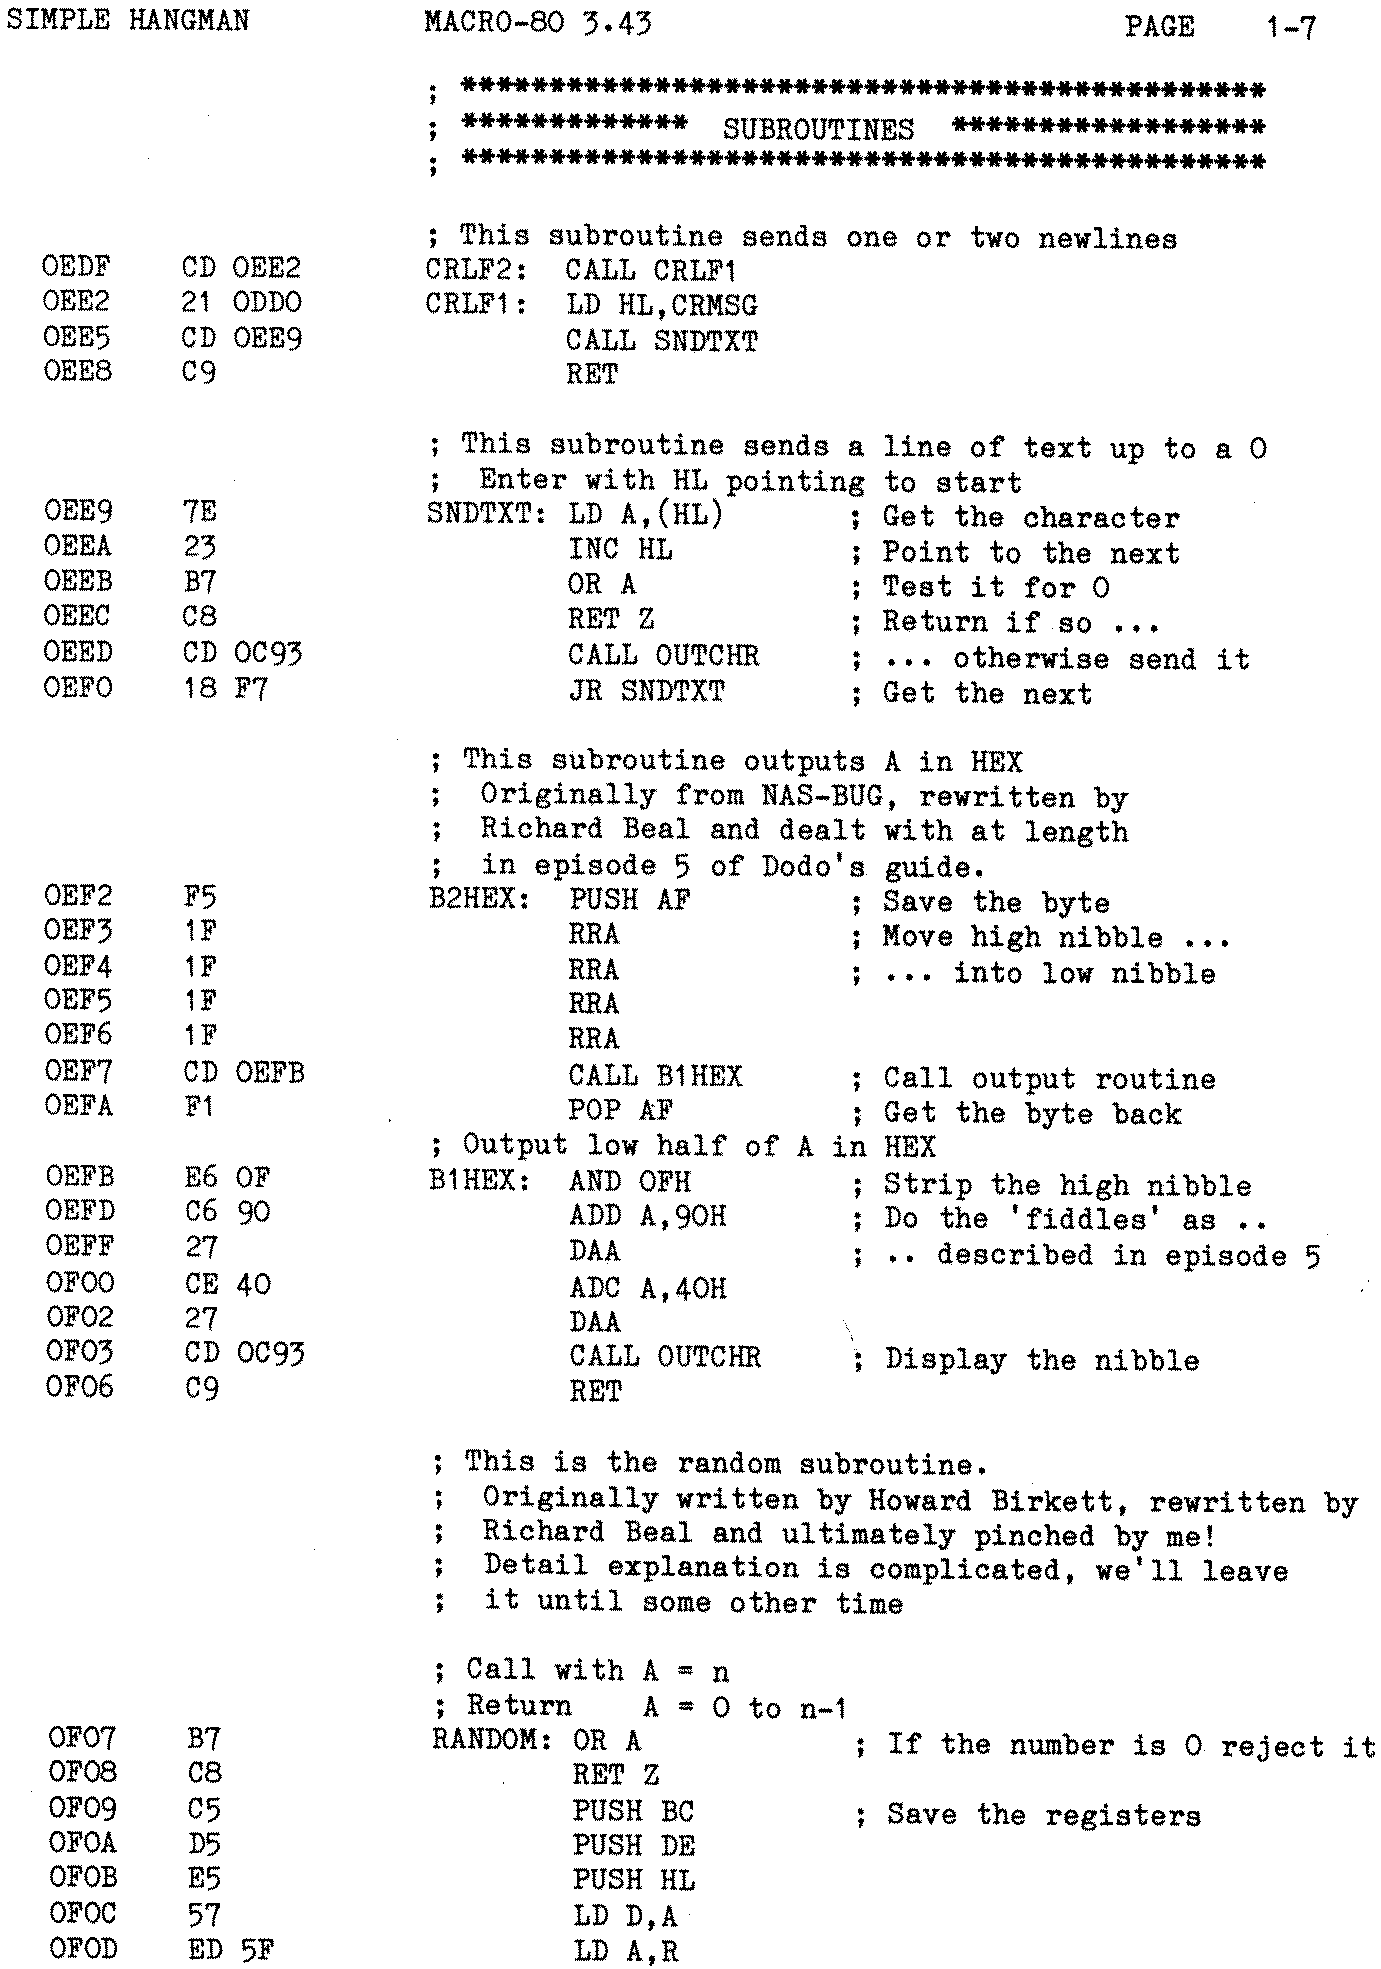 SIMPLE HANGMAN MACRO-80 3.43 PAGE 1-7
; *********************************************
; ************* SUBROUTINES ******************
; *********************************************
; This subroutine sends one or two newlines
0EDF CD 0EE2 CRLF2: CALL CRLF1
0EE2 21 0DD0 CRLF1: LD HL,CRMSG
0EE5 CD 0EE9 CALL SNDTXT
0EE8 C9 RET
; This subroutine sends a line of text up to a 0
; Enter with HL pointing to start
0EE9 7E SNDTXT: LD A,(HL) ; Get the character
0EEA 23 INC HL ; Point to the next
0EEB B7 OR A ; Test it for 0
0EEC C8 RET Z ; Return if so ...
0EED CD 0C93 CALL OUTCHR ; ... otherwise send it
0EF0 18 F7 JR SNDTXT ; Get the next
; This subroutine outputs A in HEX
; Originally from NAS-BUG, rewritten by
; Richard Beal and dealt with at length
; in episode 5 of Dodo's guide.
0EF2 F5 B2HEX: PUSH AF ; Save the byte
0EF3 1F RRA ; Move high nibble ...
0EF4 1F RRA ; ... into low nibble
0EF5 1F RRA
0EF6 1F RRA
0EF7 CD 0EFB CALL B1HEX ; Call output routine
0EFA F1 POP AF ; Get the byte back
; Output low half of A in HEX
0EFB E6 0F B1HEX: AND 0FH ; Strip the high nibble
0EFD C6 90 ADD A,90H ; Do the 'fiddles' as ..
0EFF 27 DAA ; .. described in episode 5
0F00 CE 40 ADC A,40H
0F02 27 DAA
0F03 CD 0C93 CALL OUTCHR ; Display the nibble
0F06 C9 RET
; This is the random subroutine.
; Originally written by Howard Birkett, rewritten by
; Richard Beal and ultimately pinched by me!
; Detail explanation is complicated, we'll leave
; it until some other time
; Call with A = n
; Return A = 0 to n-1
0F07 B7 RANDOM: OR A ; If the number is 0 reject it
0F08 C8 RET Z
0F09 C5 PUSH BC ; Save the registers
0F0A D5 PUSH DE
0F0B E5 PUSH HL
0F0C 57 LD D,A
0F0D ED 5F LD A,R